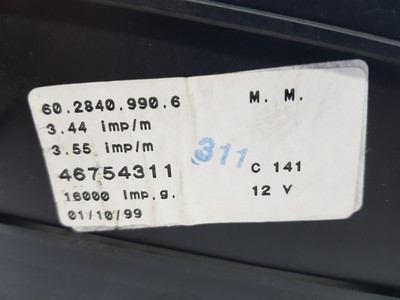 60.2840.990.6
3.44 imp/m
3.55 imp/m
46754311
16000 Imp.g.
01/10/99
M. M.
311
C 141
12 V